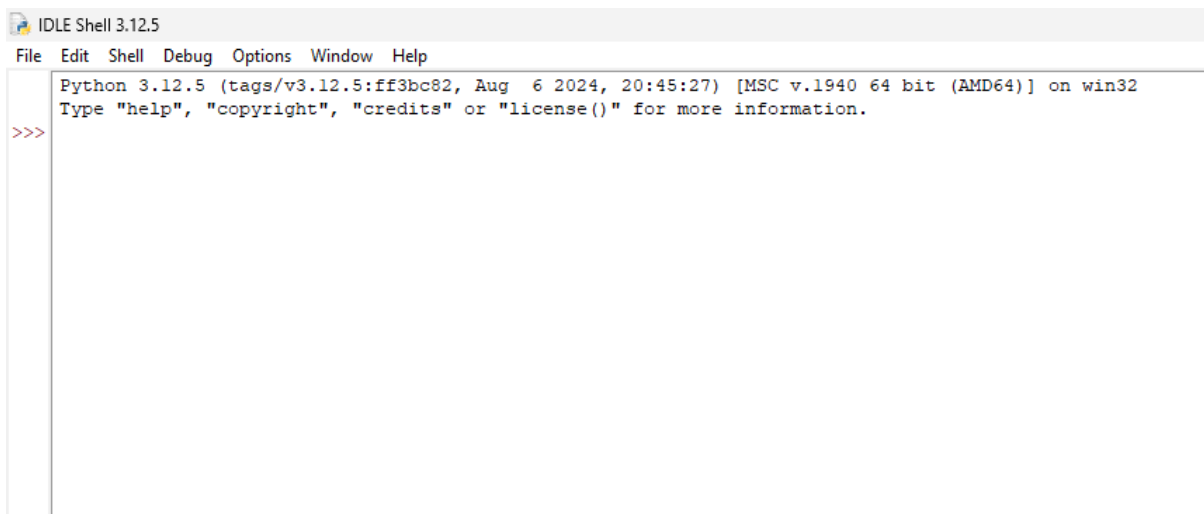 IDLE Shell 3.12.5
File Edit Shell Debug Options Window Help
Python 3.12.5 (tags/v3.12.5:ff3bc82, Aug  6 2024, 20:45:27) [MSC v.1940 64 bit (AMD64)] on win32
Type "help", "copyright", "credits" or "license()" for more information.
>>>